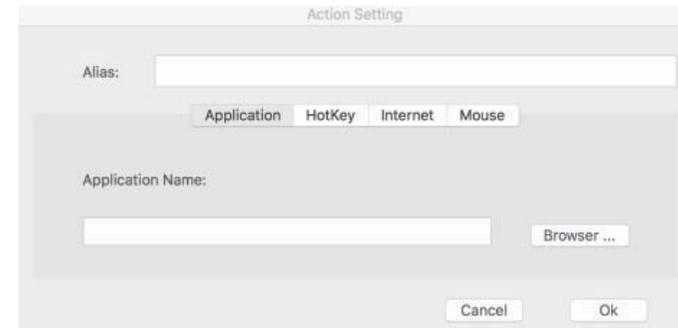 Action Setting
Alias:
Application HotKey Internet Mouse
Application Name:
Browser ...
Cancel Ok